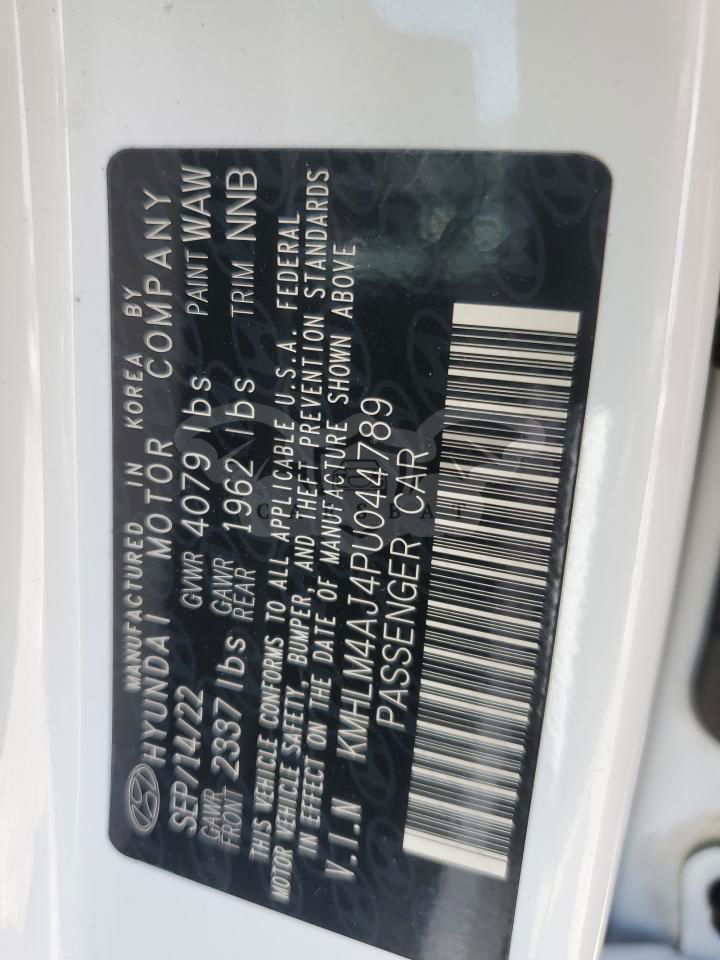 MANUFACTURED IN KOREA BY
HYUNDAI MOTOR COMPANY
SEP/14/22 GVWR 4079 lbs PAINT WAW
GAWR FRONT 2337 lbs GAWR REAR 1962 lbs TRIM NNB
THIS VEHICLE CONFORMS TO ALL APPLICABLE U.S.A. FEDERAL
MOTOR VEHICLE SAFETY, BUMPER, AND THEFT PREVENTION STANDARDS
IN EFFECT ON THE DATE OF MANUFACTURE SHOWN ABOVE
V.I.N KMHLM4AJ4PU044789
PASSENGER CAR
CARSBAT